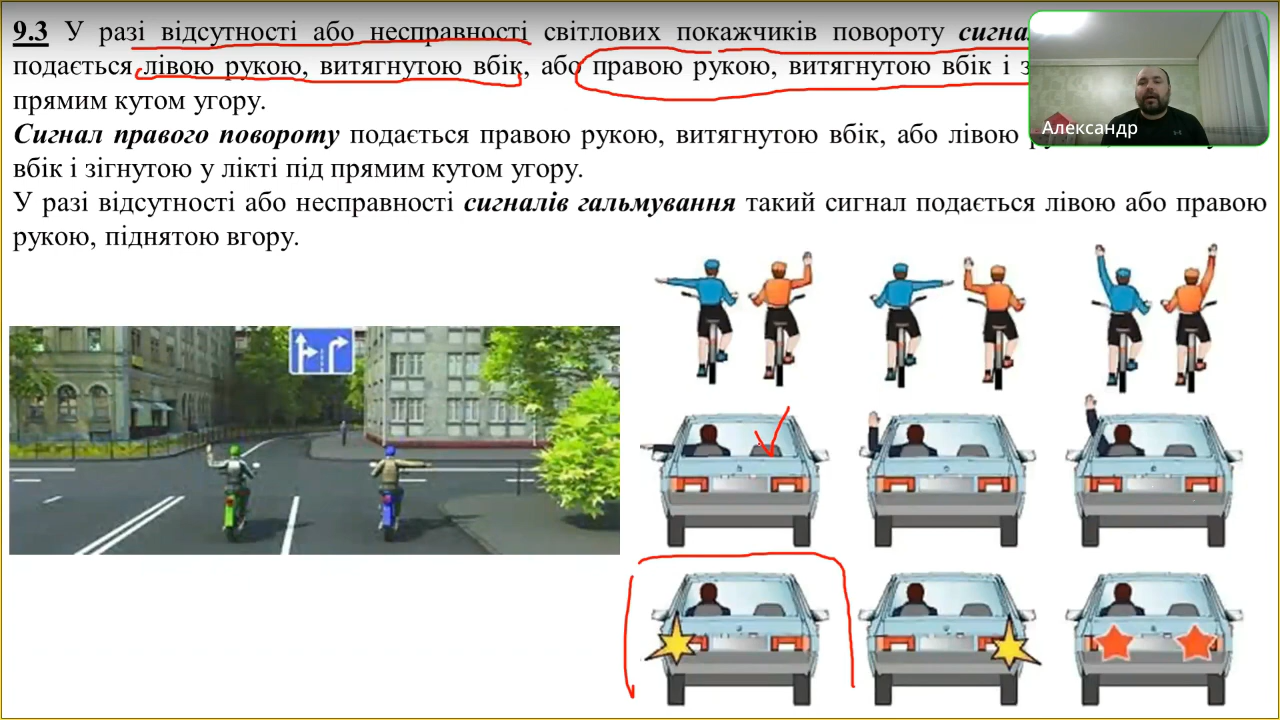 9.3 У разі відсутності або несправності світлових покажчиків повороту
подається лівою рукою, витягнутою вбік, або правою рукою, витягнутою вбік і
прямим кутом угору.
Сигнал правого повороту подається правою рукою, витягнутою вбік, або лівою
вбік і зігнутою у лікті під прямим кутом угору.
У разі відсутності або несправності сигналів гальмування такий сигнал подається лівою або правою
рукою, піднятою вгору.
Александр